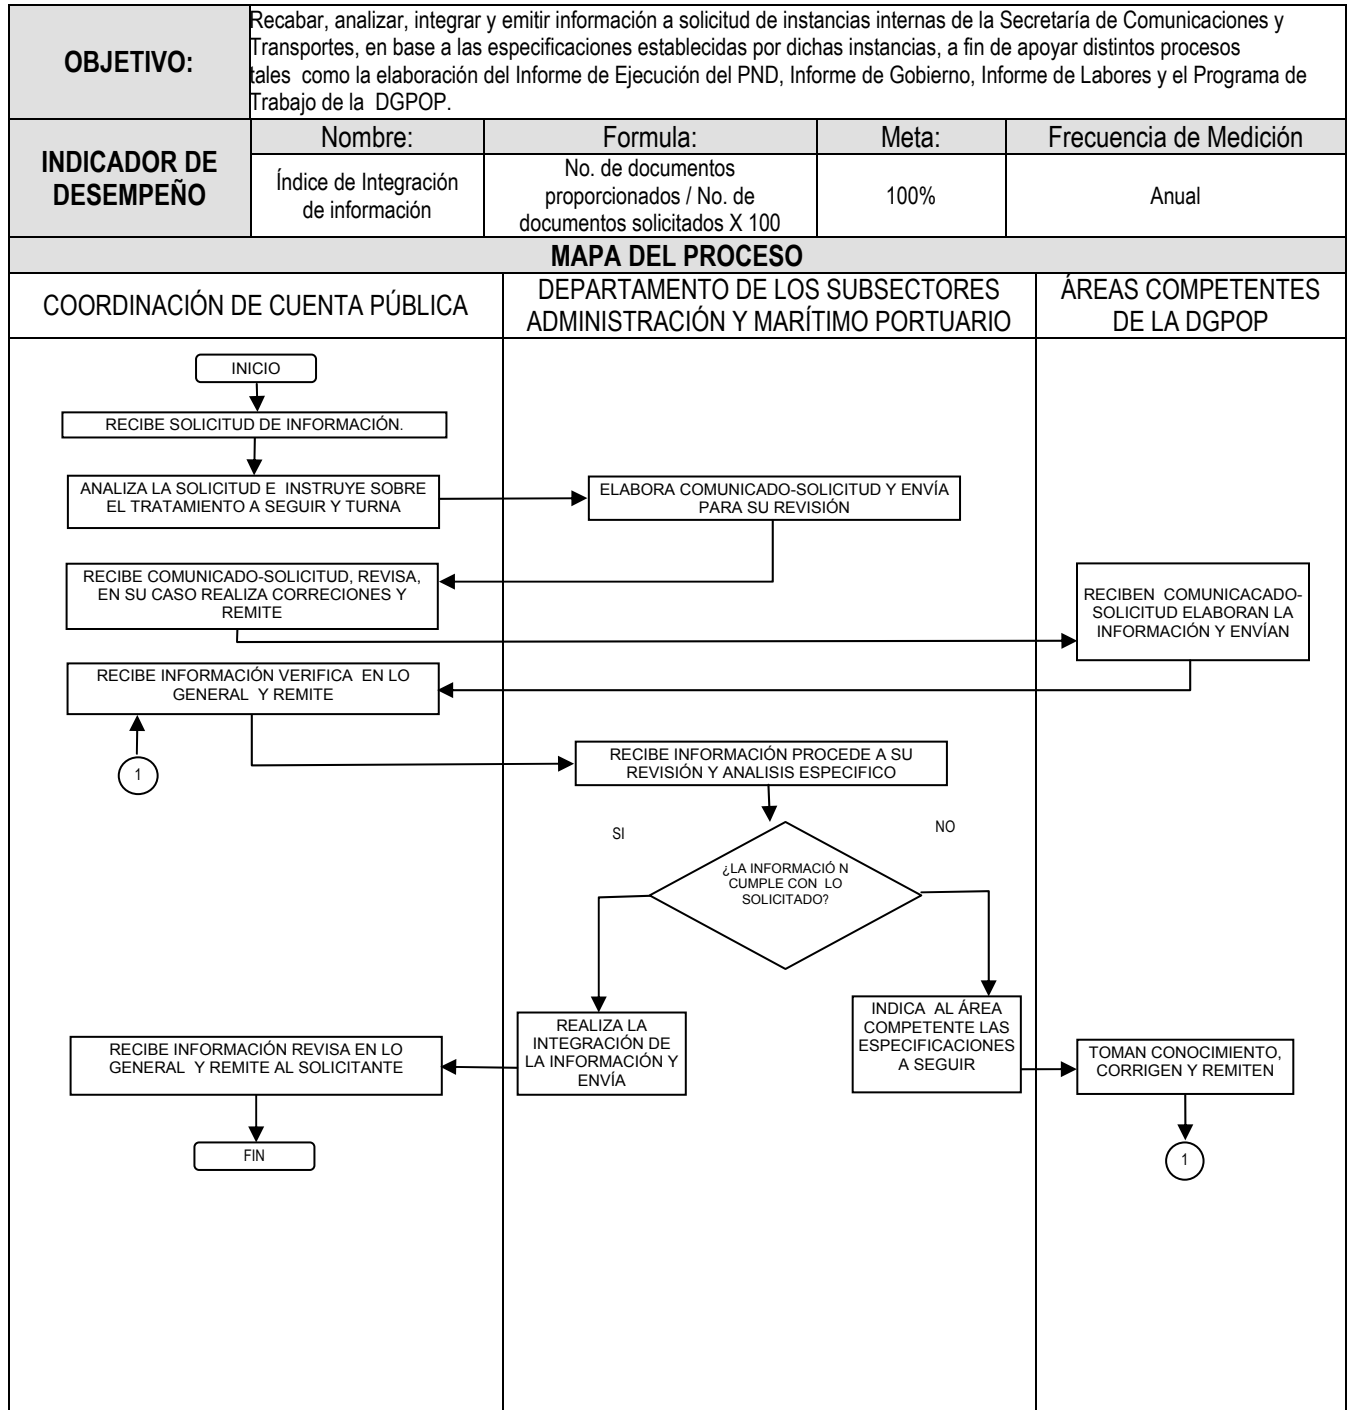 OBJETIVO:
Recabar, analizar, integrar y emitir información a solicitud de instancias internas de la Secretaría de Comunicaciones y
Transportes, en base a las especificaciones establecidas por dichas instancias, a fin de apoyar distintos procesos
tales como la elaboración del Informe de Ejecución del PND, Informe de Gobierno, Informe de Labores y el Programa de
Trabajo de la DGPOP.
INDICADOR DE
DESEMPEÑO
Nombre:
Formula:
Meta:
Frecuencia de Medición
Índice de Integración
de información
No. de documentos
proporcionados / No. de
documentos solicitados X 100
100%
Anual
MAPA DEL PROCESO
COORDINACIÓN DE CUENTA PÚBLICA
DEPARTAMENTO DE LOS SUBSECTORES
ADMINISTRACIÓN Y MARÍTIMO PORTUARIO
ÁREAS COMPETENTES
DE LA DGPOP
INICIO
RECIBE SOLICITUD DE INFORMACIÓN.
ANALIZA LA SOLICITUD E INSTRUYE SOBRE
EL TRATAMIENTO A SEGUIR Y TURNA
ELABORA COMUNICADO-SOLICITUD Y ENVÍA
PARA SU REVISIÓN
RECIBE COMUNICADO-SOLICITUD, REVISA,
EN SU CASO REALIZA CORRECIONES Y
REMITE
RECIBEN COMUNICACADO-
SOLICITUD ELABORAN LA
INFORMACIÓN Y ENVÍAN
RECIBE INFORMACIÓN VERIFICA EN LO
GENERAL Y REMITE
1
RECIBE INFORMACIÓN PROCEDE A SU
REVISIÓN Y ANALISIS ESPECIFICO
SI
NO
¿LA INFORMACIÓ N
CUMPLE CON LO
SOLICITADO?
REALIZA LA
INTEGRACIÓN DE
LA INFORMACIÓN Y
ENVÍA
INDICA AL ÁREA
COMPETENTE LAS
ESPECIFICACIONES
A SEGUIR
RECIBE INFORMACIÓN REVISA EN LO
GENERAL Y REMITE AL SOLICITANTE
TOMAN CONOCIMIENTO,
CORRIGEN Y REMITEN
FIN
1